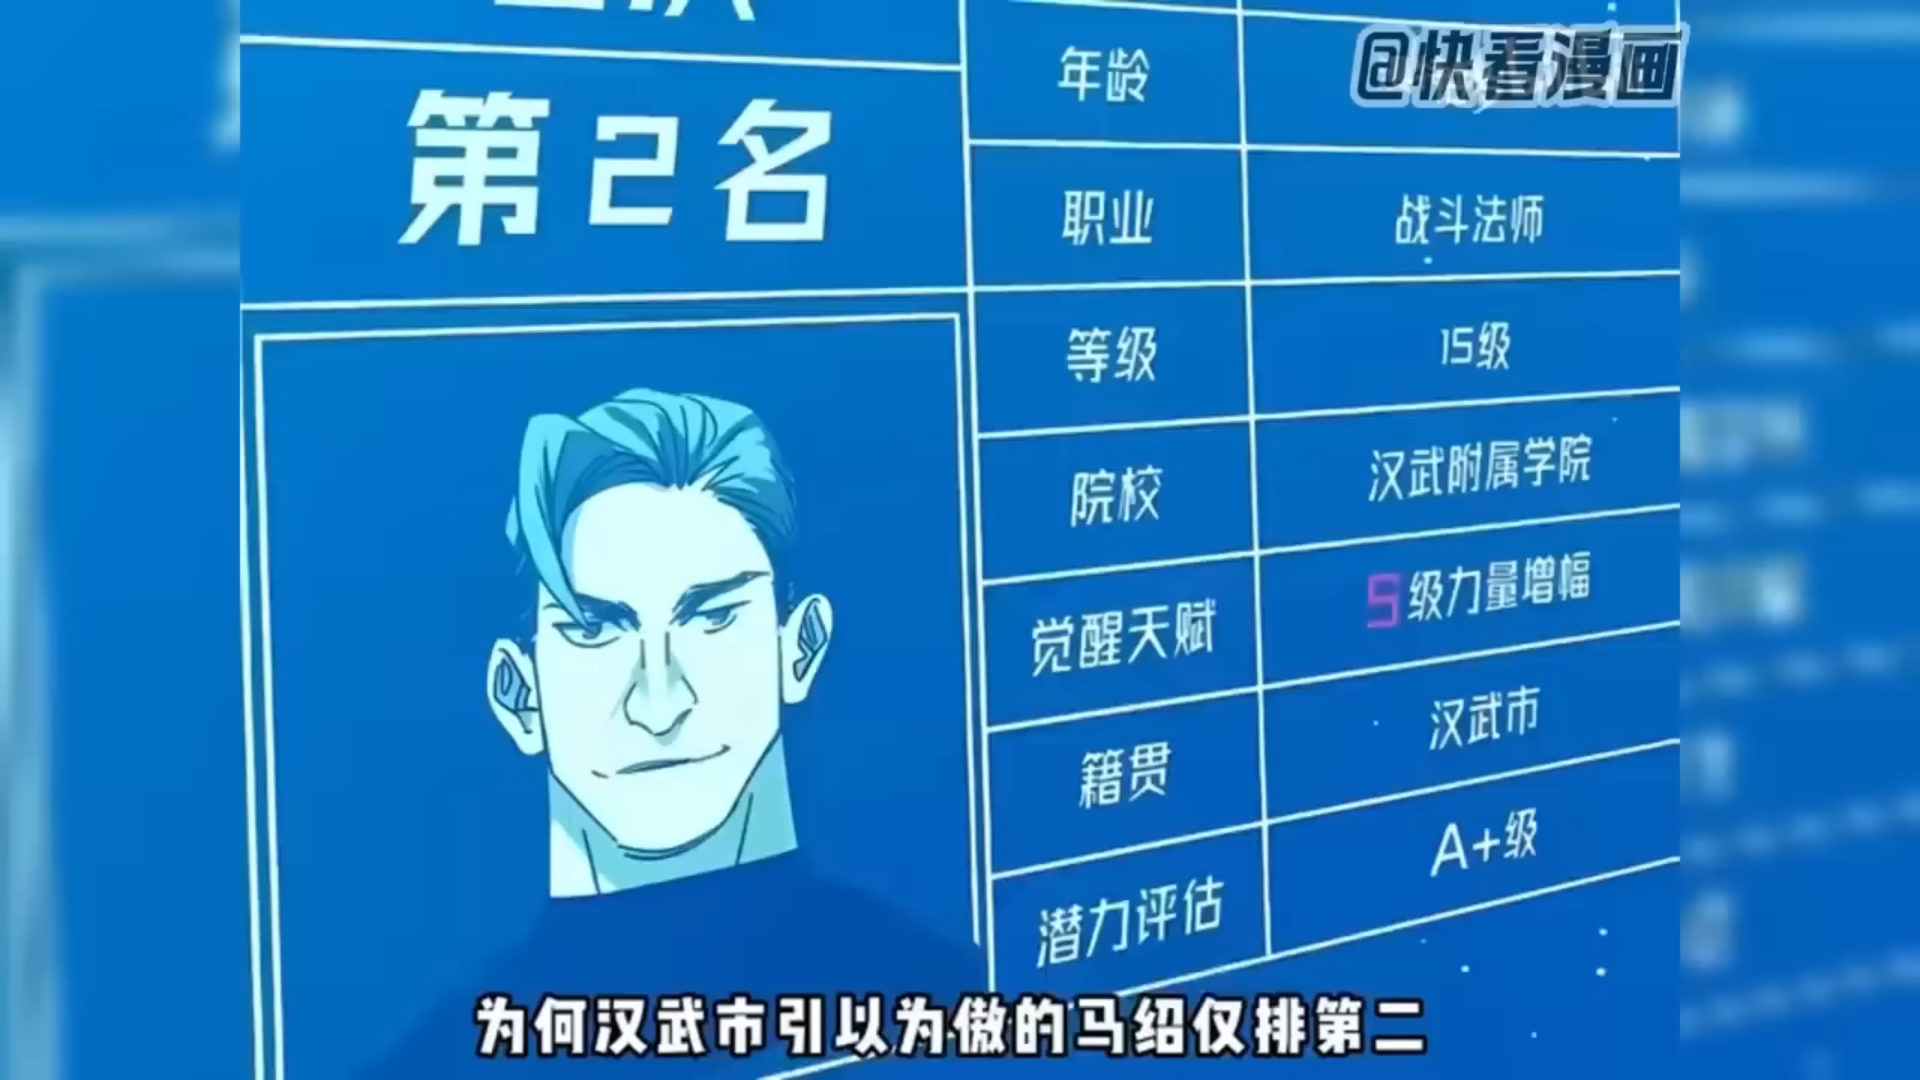 @快看漫画
第2名
年龄
职业 战斗法师
等级 15级
院校 汉武附属学院
觉醒天赋 S级力量增幅
籍贯 汉武市
潜力评估 A+级
为何汉武市引以为傲的马绍仅排第二